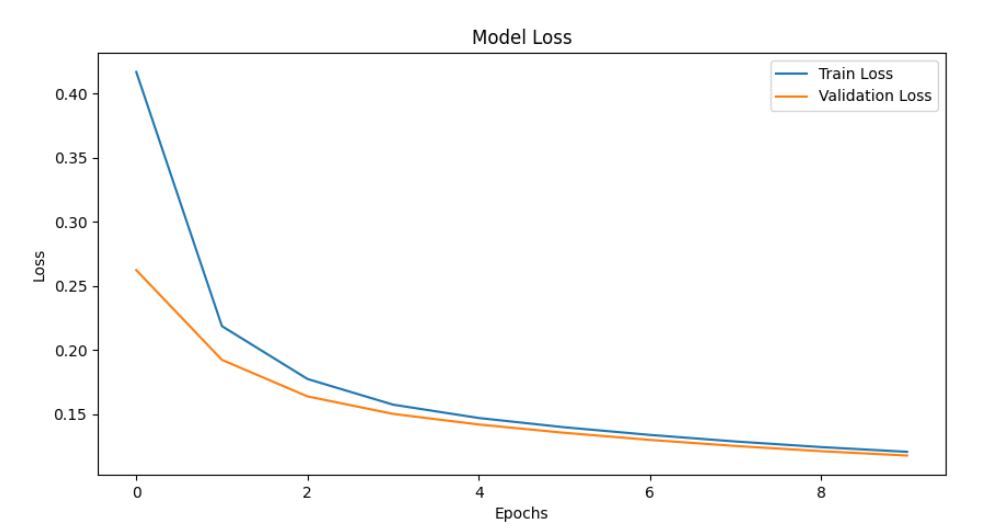 Model Loss
Train Loss
Validation Loss
0.40
0.35
0.30
0.25
0.20
0.15
Loss
0 2 4 6 8
Epochs